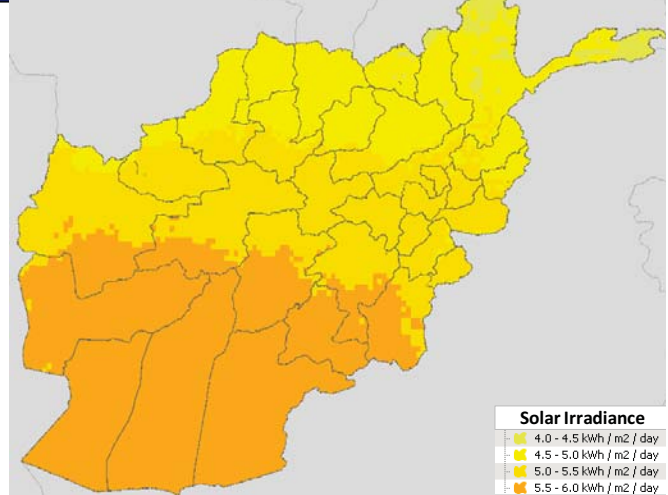 Solar Irradiance
4.0 - 4.5 kWh / m2 / day
4.5 - 5.0 kWh / m2 / day
5.0 - 5.5 kWh / m2 / day
5.5 - 6.0 kWh / m2 / day